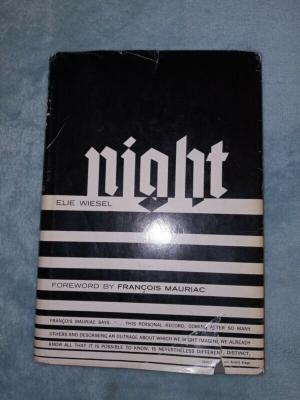 night
ELIE WIESEL
FOREWORD BY FRANÇOIS MAURIAC
FRANÇOIS MAURIAC SAYS: "... THIS PERSONAL RECORD, COMING AFTER SO MANY
OTHERS AND DESCRIBING AN OUTRAGE ABOUT WHICH WE MIGHT IMAGINE WE ALREADY
KNOW ALL THAT IT IS POSSIBLE TO KNOW, IS NEVERTHELESS DIFFERENT, DISTINCT,